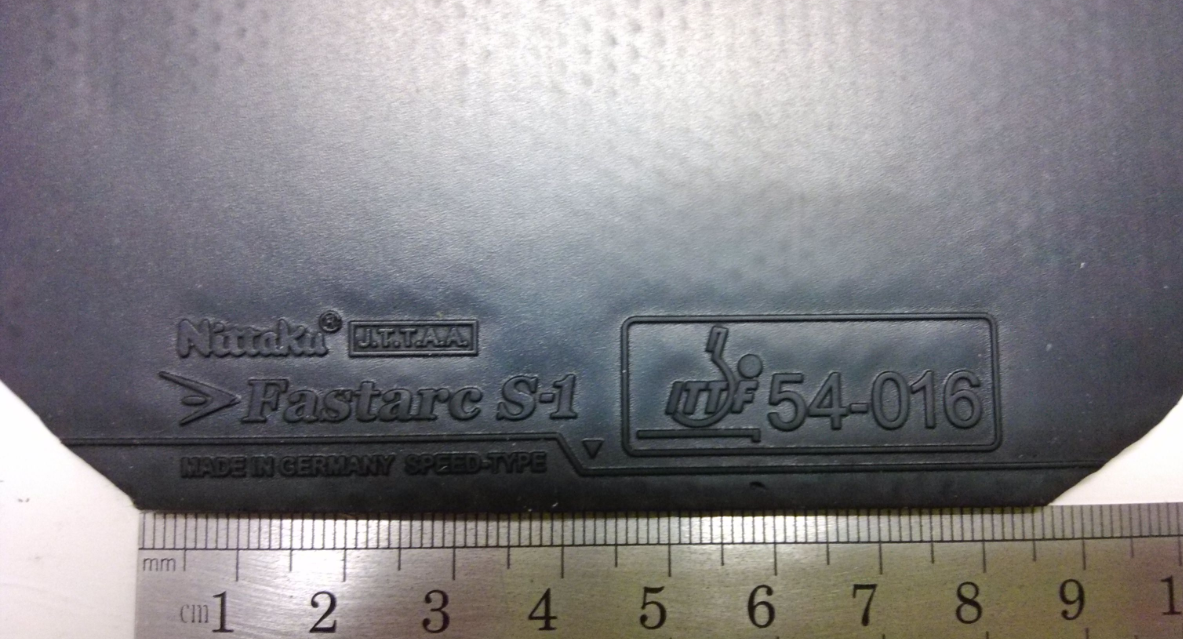 Nittaku® J.T.T.A.A.
Fastarc S-1
MADE IN GERMANY SPEED-TYPE
ITTF 54-016
mm
cm 1 2 3 4 5 6 7 8 9 1